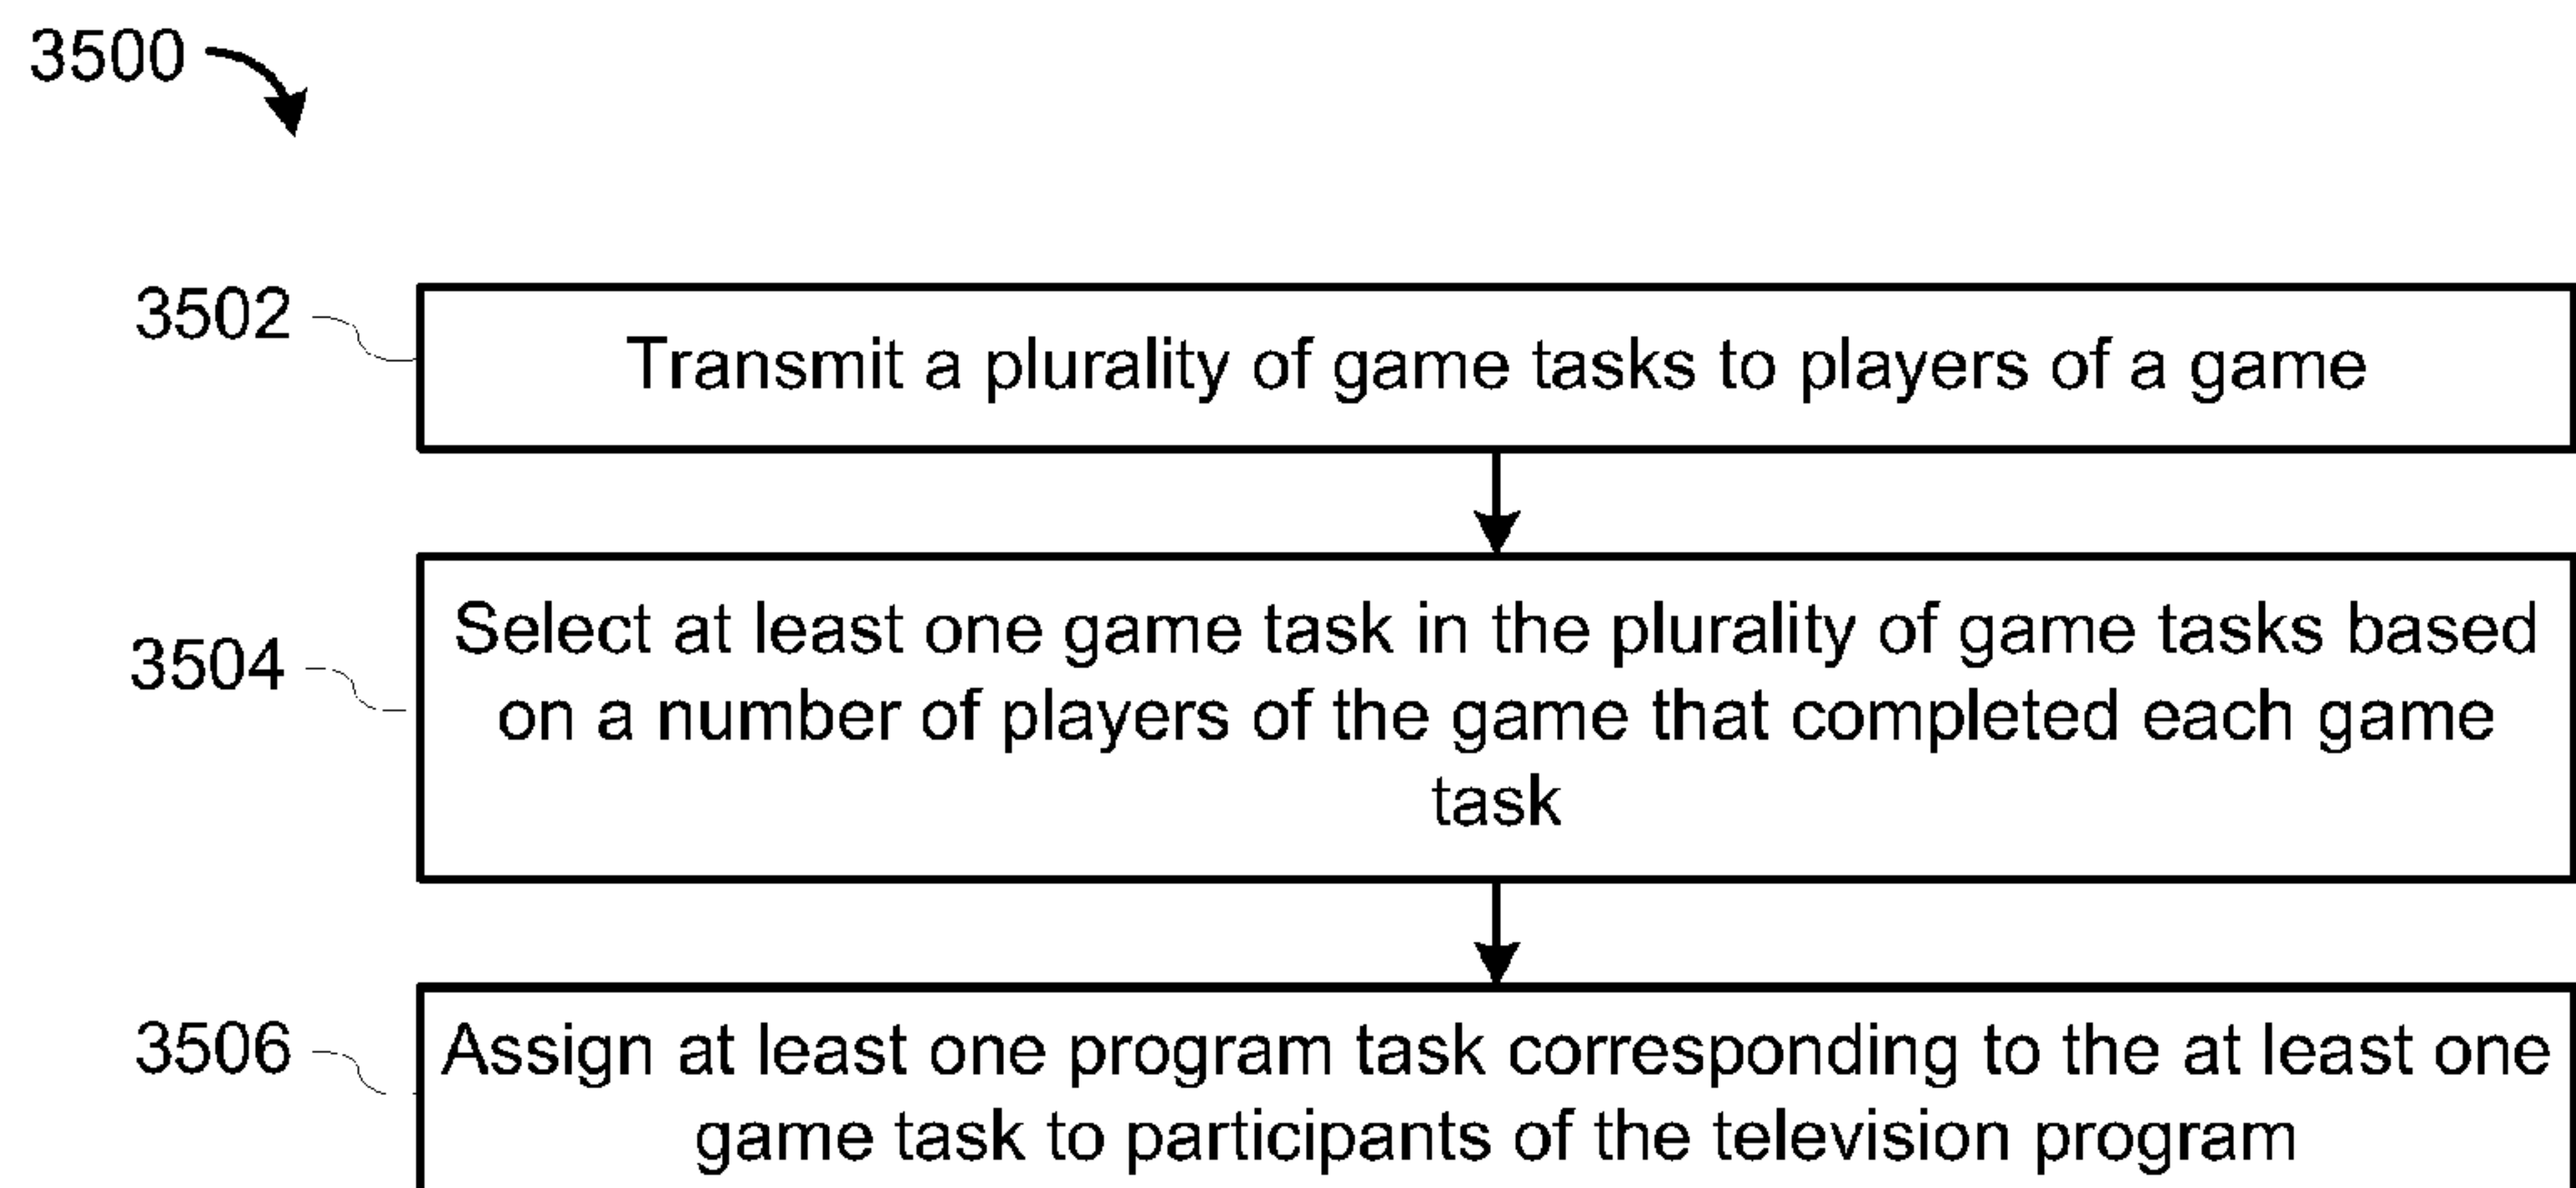 3500
3502
Transmit a plurality of game tasks to players of a game
3504
Select at least one game task in the plurality of game tasks based
on a number of players of the game that completed each game
task
3506
Assign at least one program task corresponding to the at least one
game task to participants of the television program